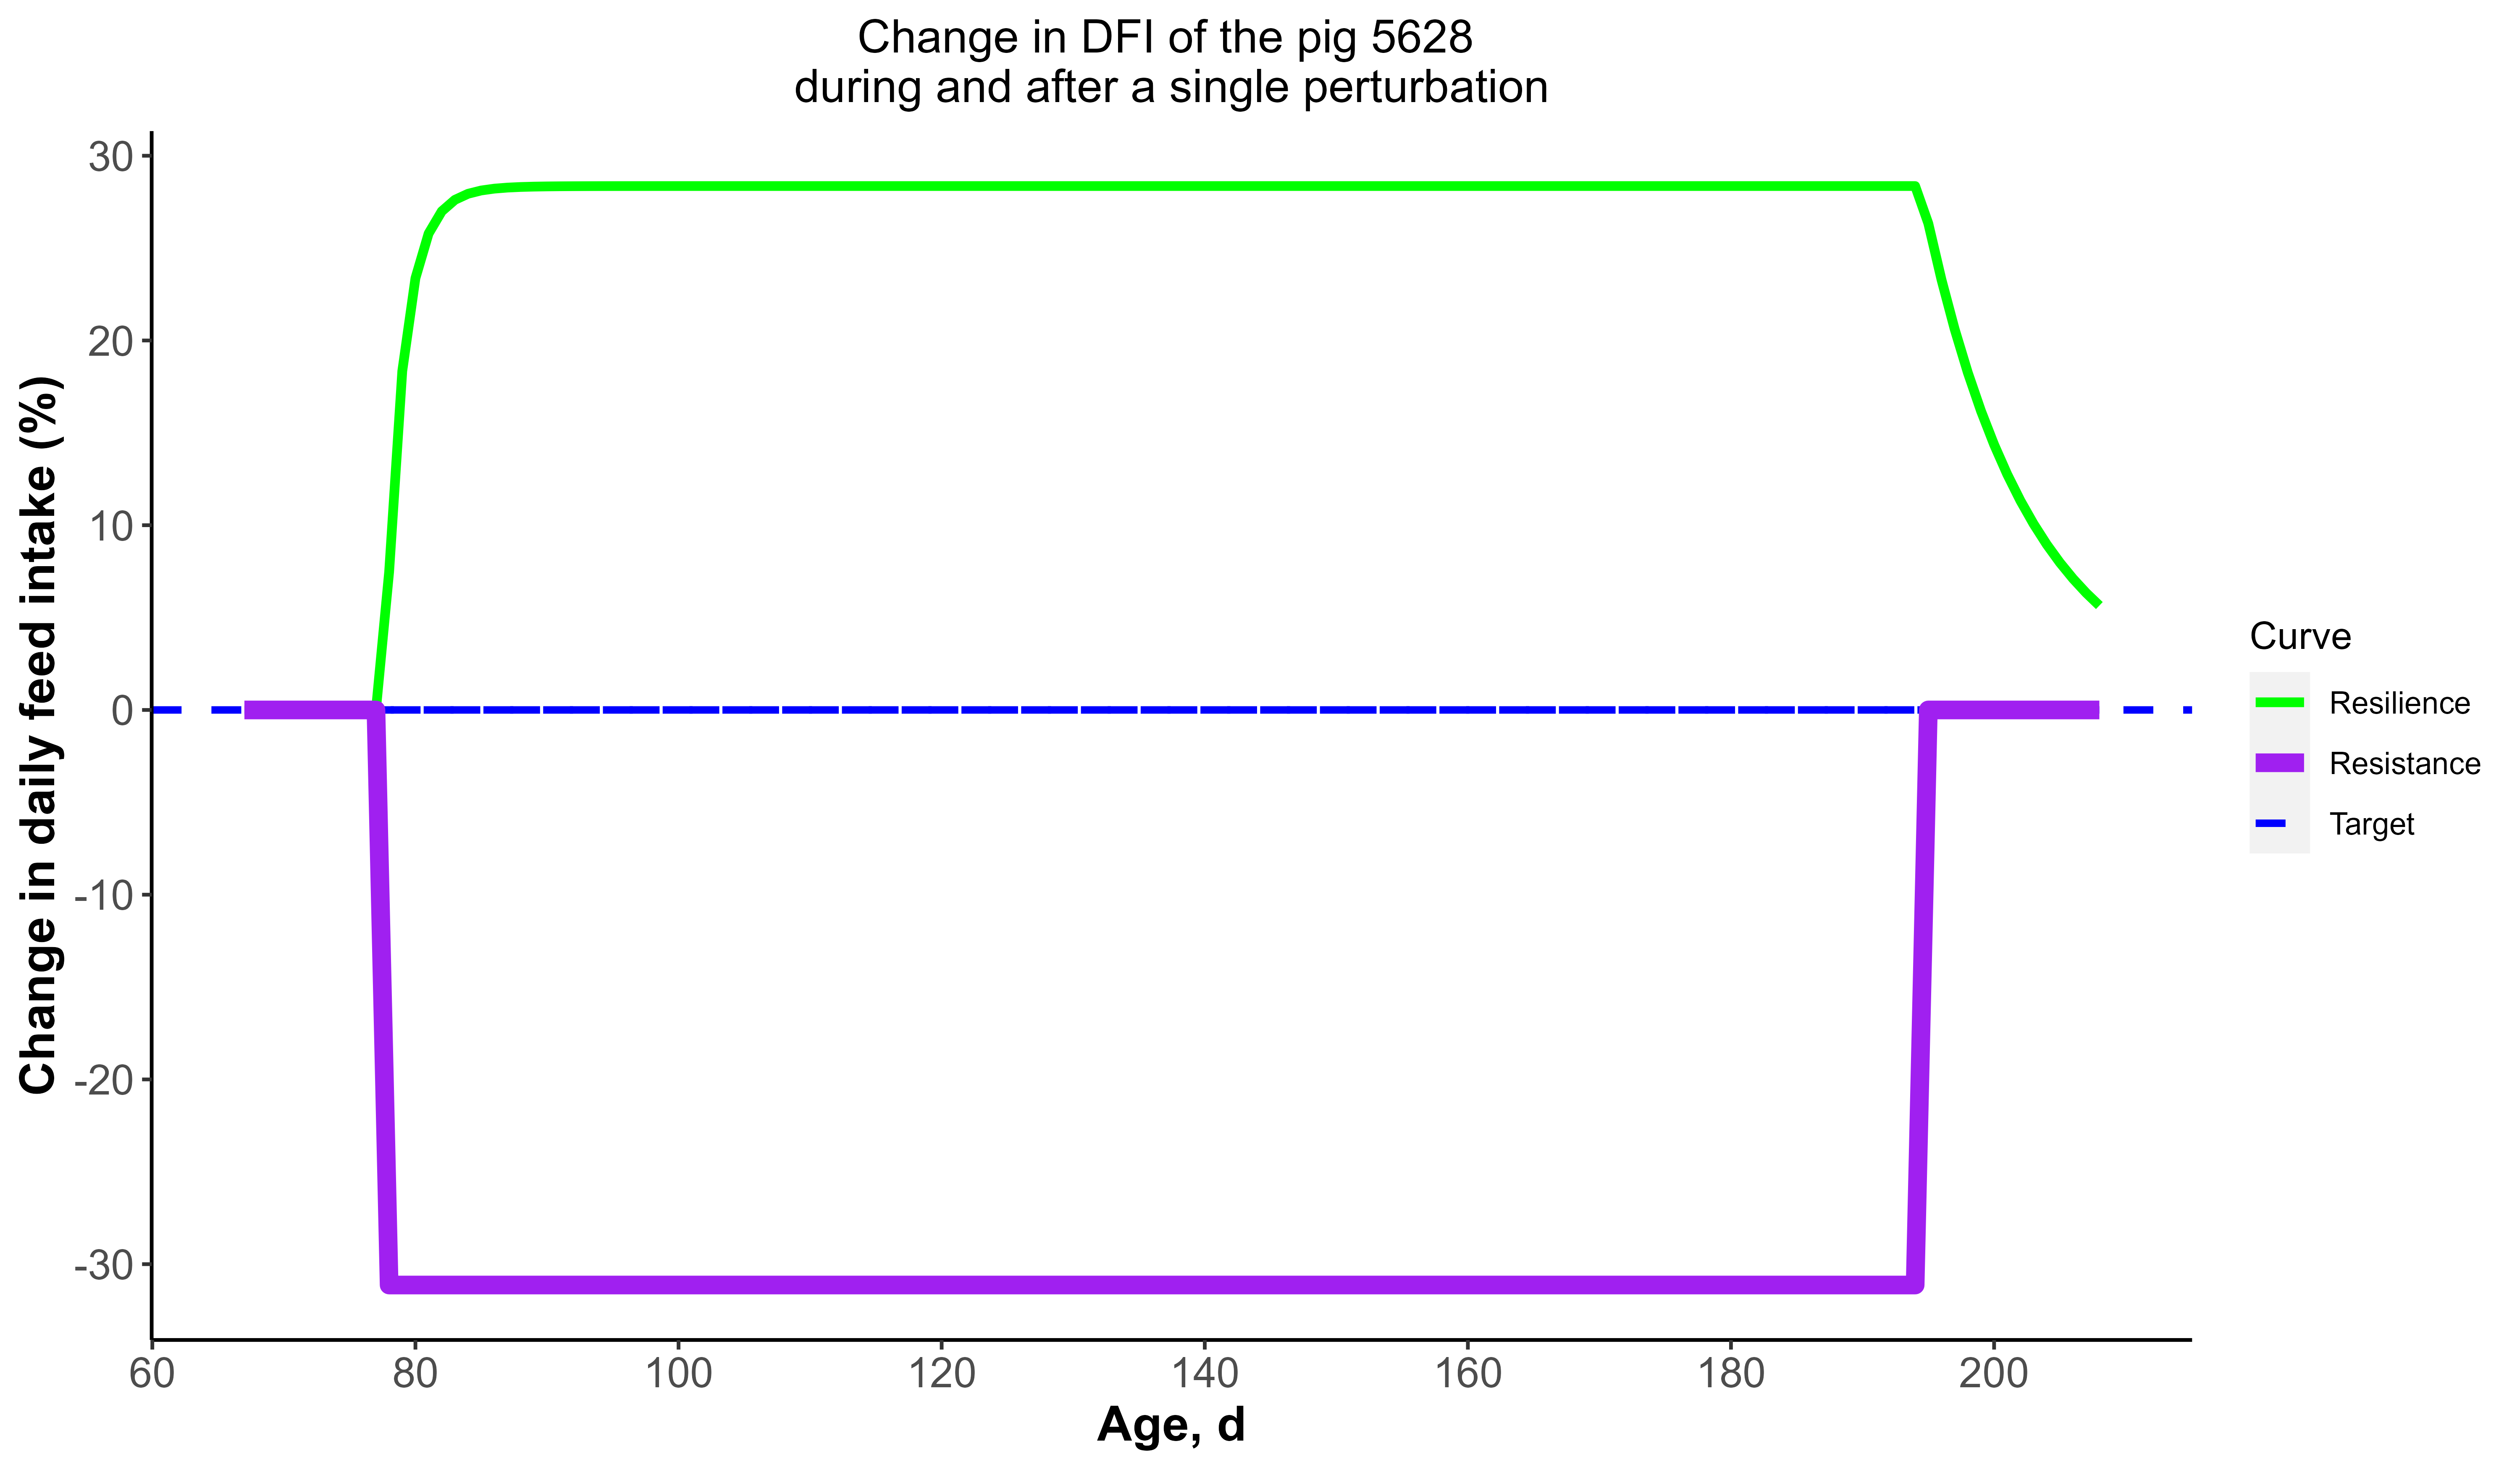 Change in DFI of the pig 5628
during and after a single perturbation
Change in daily feed intake (%)
30
20
10
0
-10
-20
-30
60 80 100 120 140 160 180 200
Age, d
Curve
Resilience
Resistance
Target